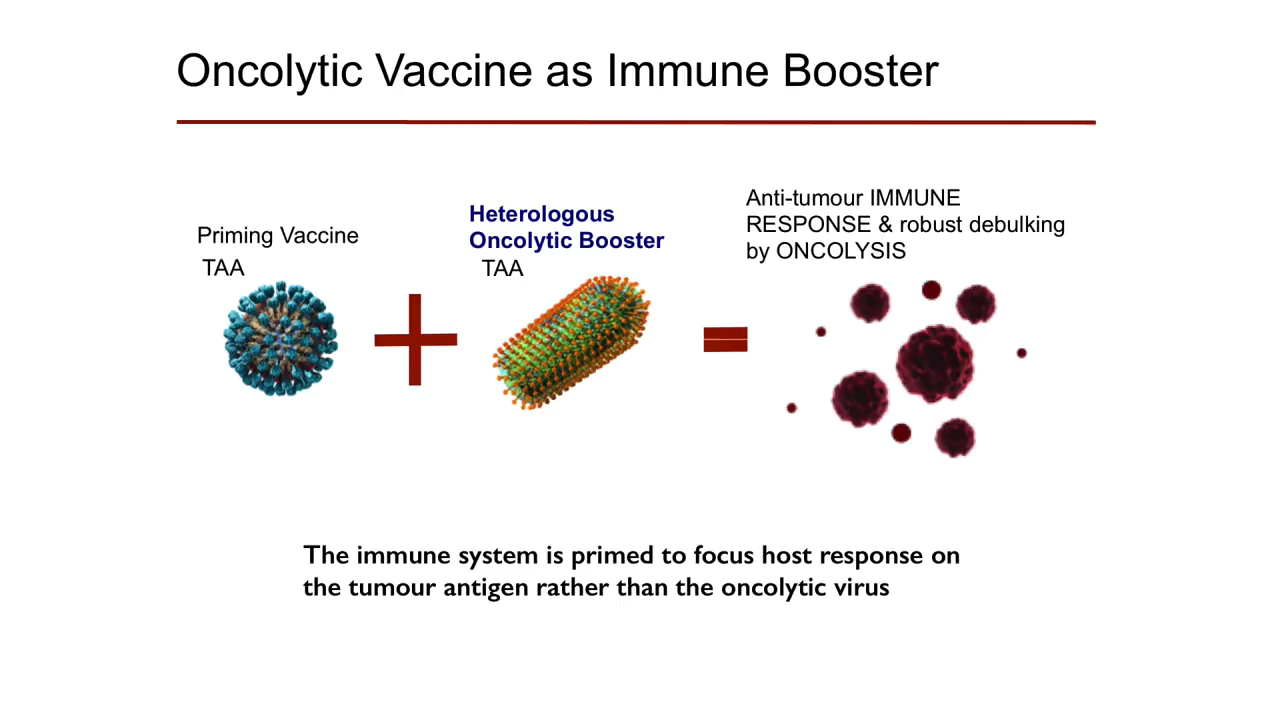 Oncolytic Vaccine as Immune Booster
Priming Vaccine
TAA
Heterologous
Oncolytic Booster
TAA
Anti-tumour IMMUNE
RESPONSE & robust debulking
by ONCOLYSIS
The immune system is primed to focus host response on
the tumour antigen rather than the oncolytic virus